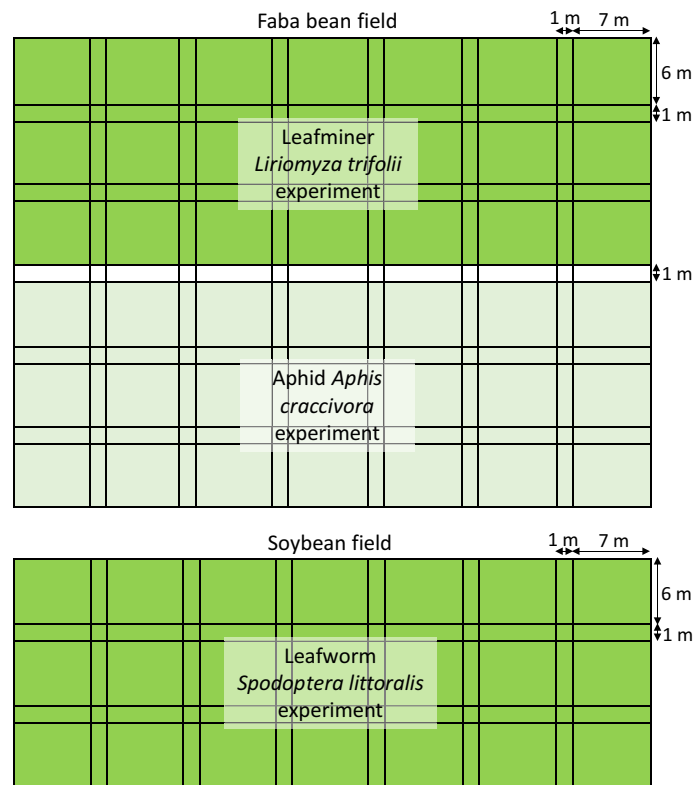 Faba bean field
1 m
7 m
6 m
1 m
Leafminer
Liriomyza trifolii
experiment
1 m
Aphid Aphis
craccivora
experiment
Soybean field
1 m
7 m
6 m
1 m
Leafworm
Spodoptera littoralis
experiment